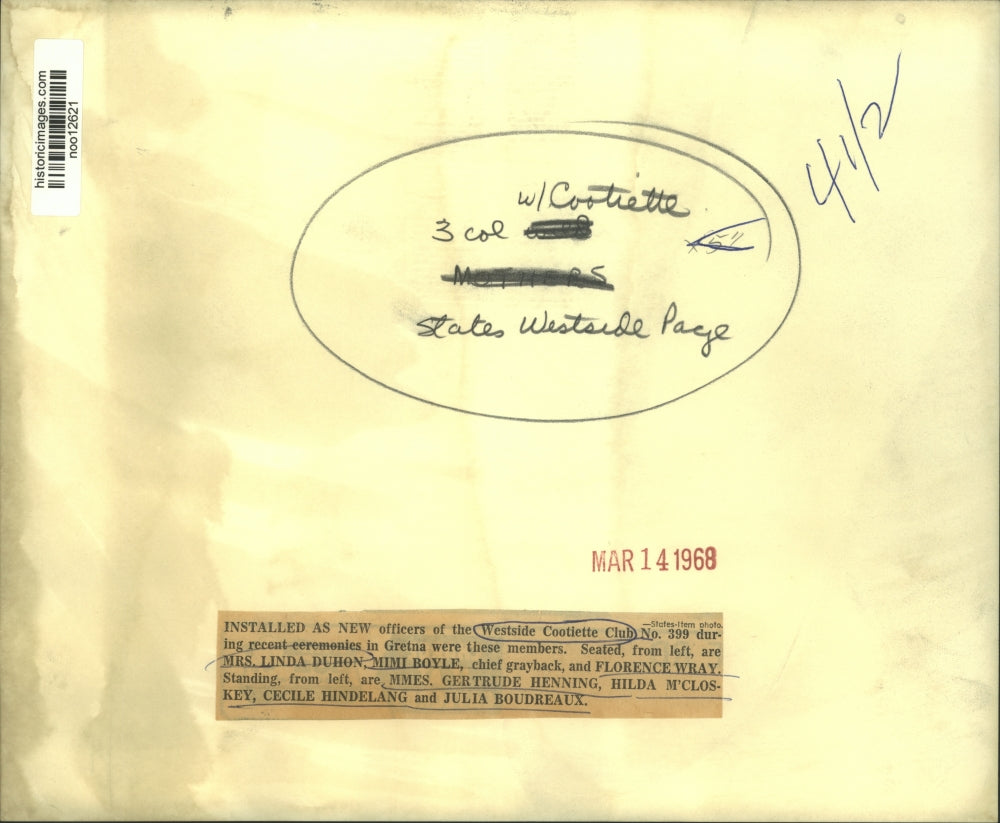 historicimages.com
noo12621
4 1/2
w/Cootiette
3 col
MOTHERS
States Westside Page
MAR 14 1968
—States-Item photo.
INSTALLED AS NEW officers of the Westside Cootiette Club No. 399 dur-
ing recent ceremonies in Gretna were these members. Seated, from left, are
MRS. LINDA DUHON, MIMI BOYLE, chief grayback, and FLORENCE WRAY.
Standing, from left, are MMES. GERTRUDE HENNING, HILDA M'CLOS-
KEY, CECILE HINDELANG and JULIA BOUDREAUX.